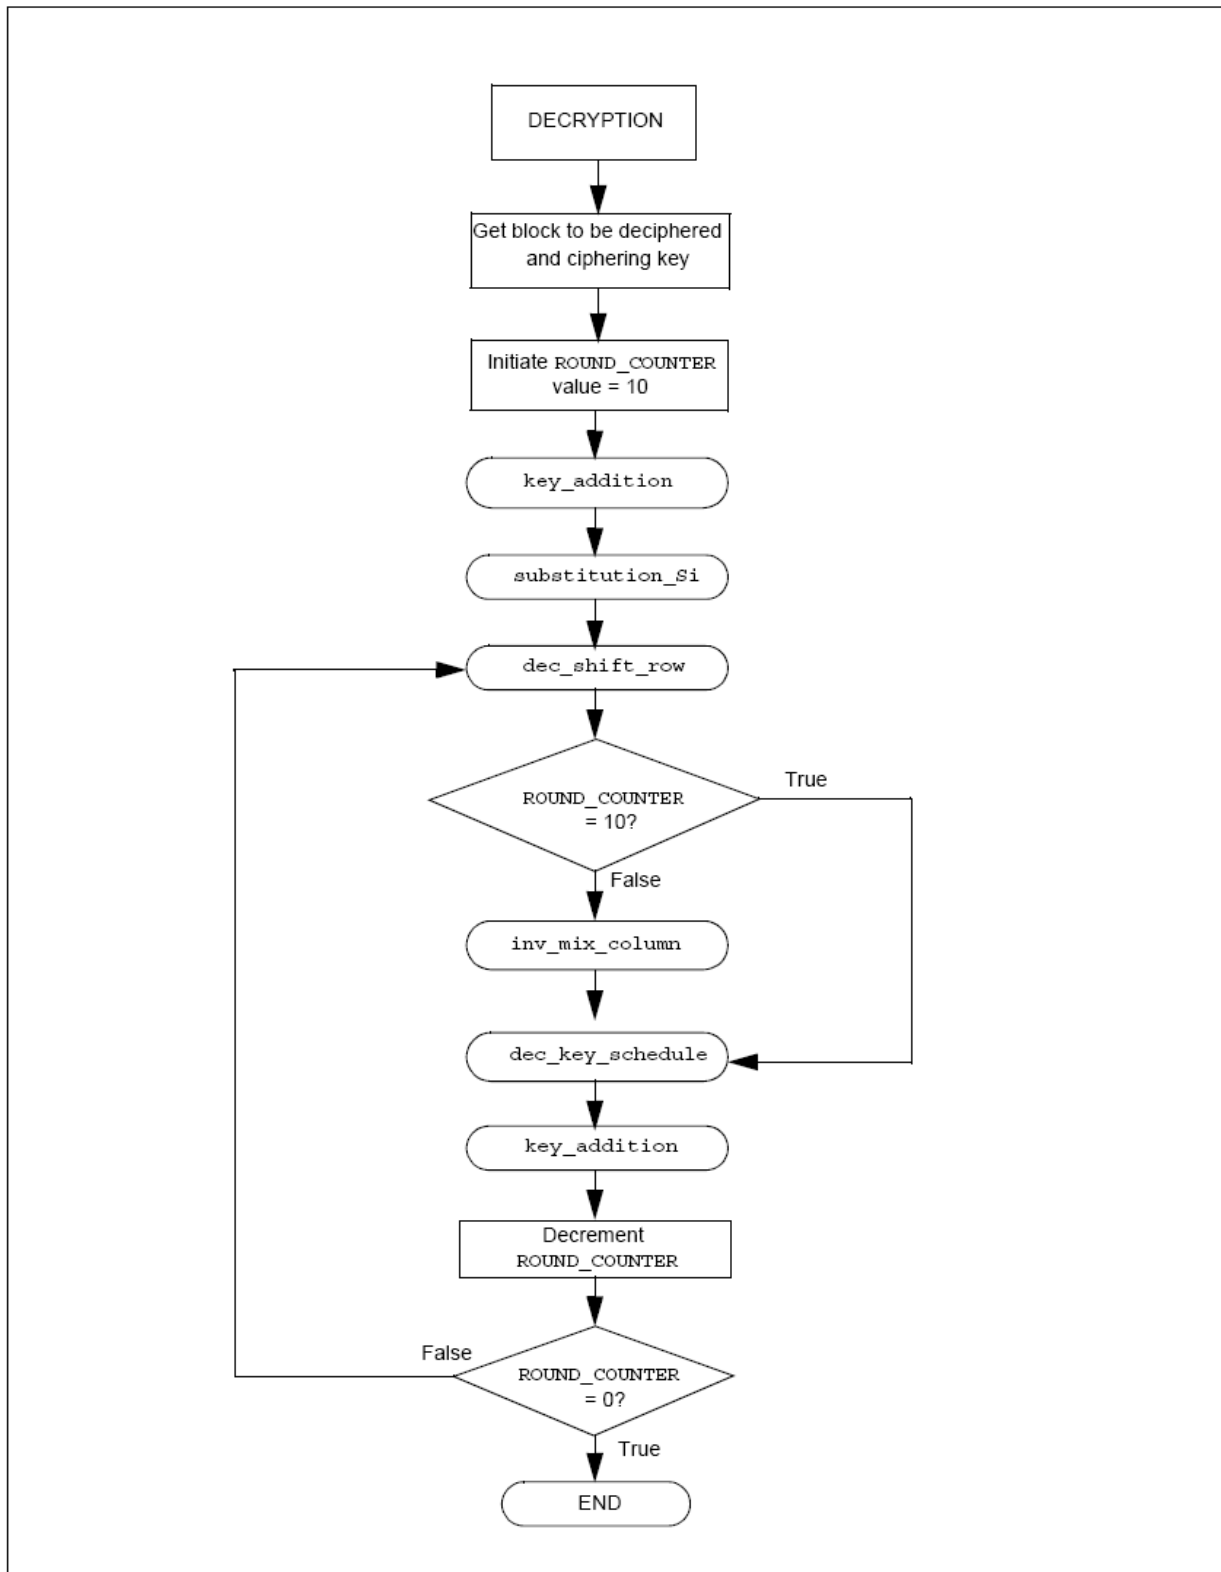 DECRYPTION
Get block to be deciphered
and ciphering key
Initiate ROUND_COUNTER
value = 10
key_addition
substitution_Si
dec_shift_row
True
ROUND_COUNTER
= 10?
False
inv_mix_column
dec_key_schedule
key_addition
Decrement
ROUND_COUNTER
False
ROUND_COUNTER
= 0?
True
END